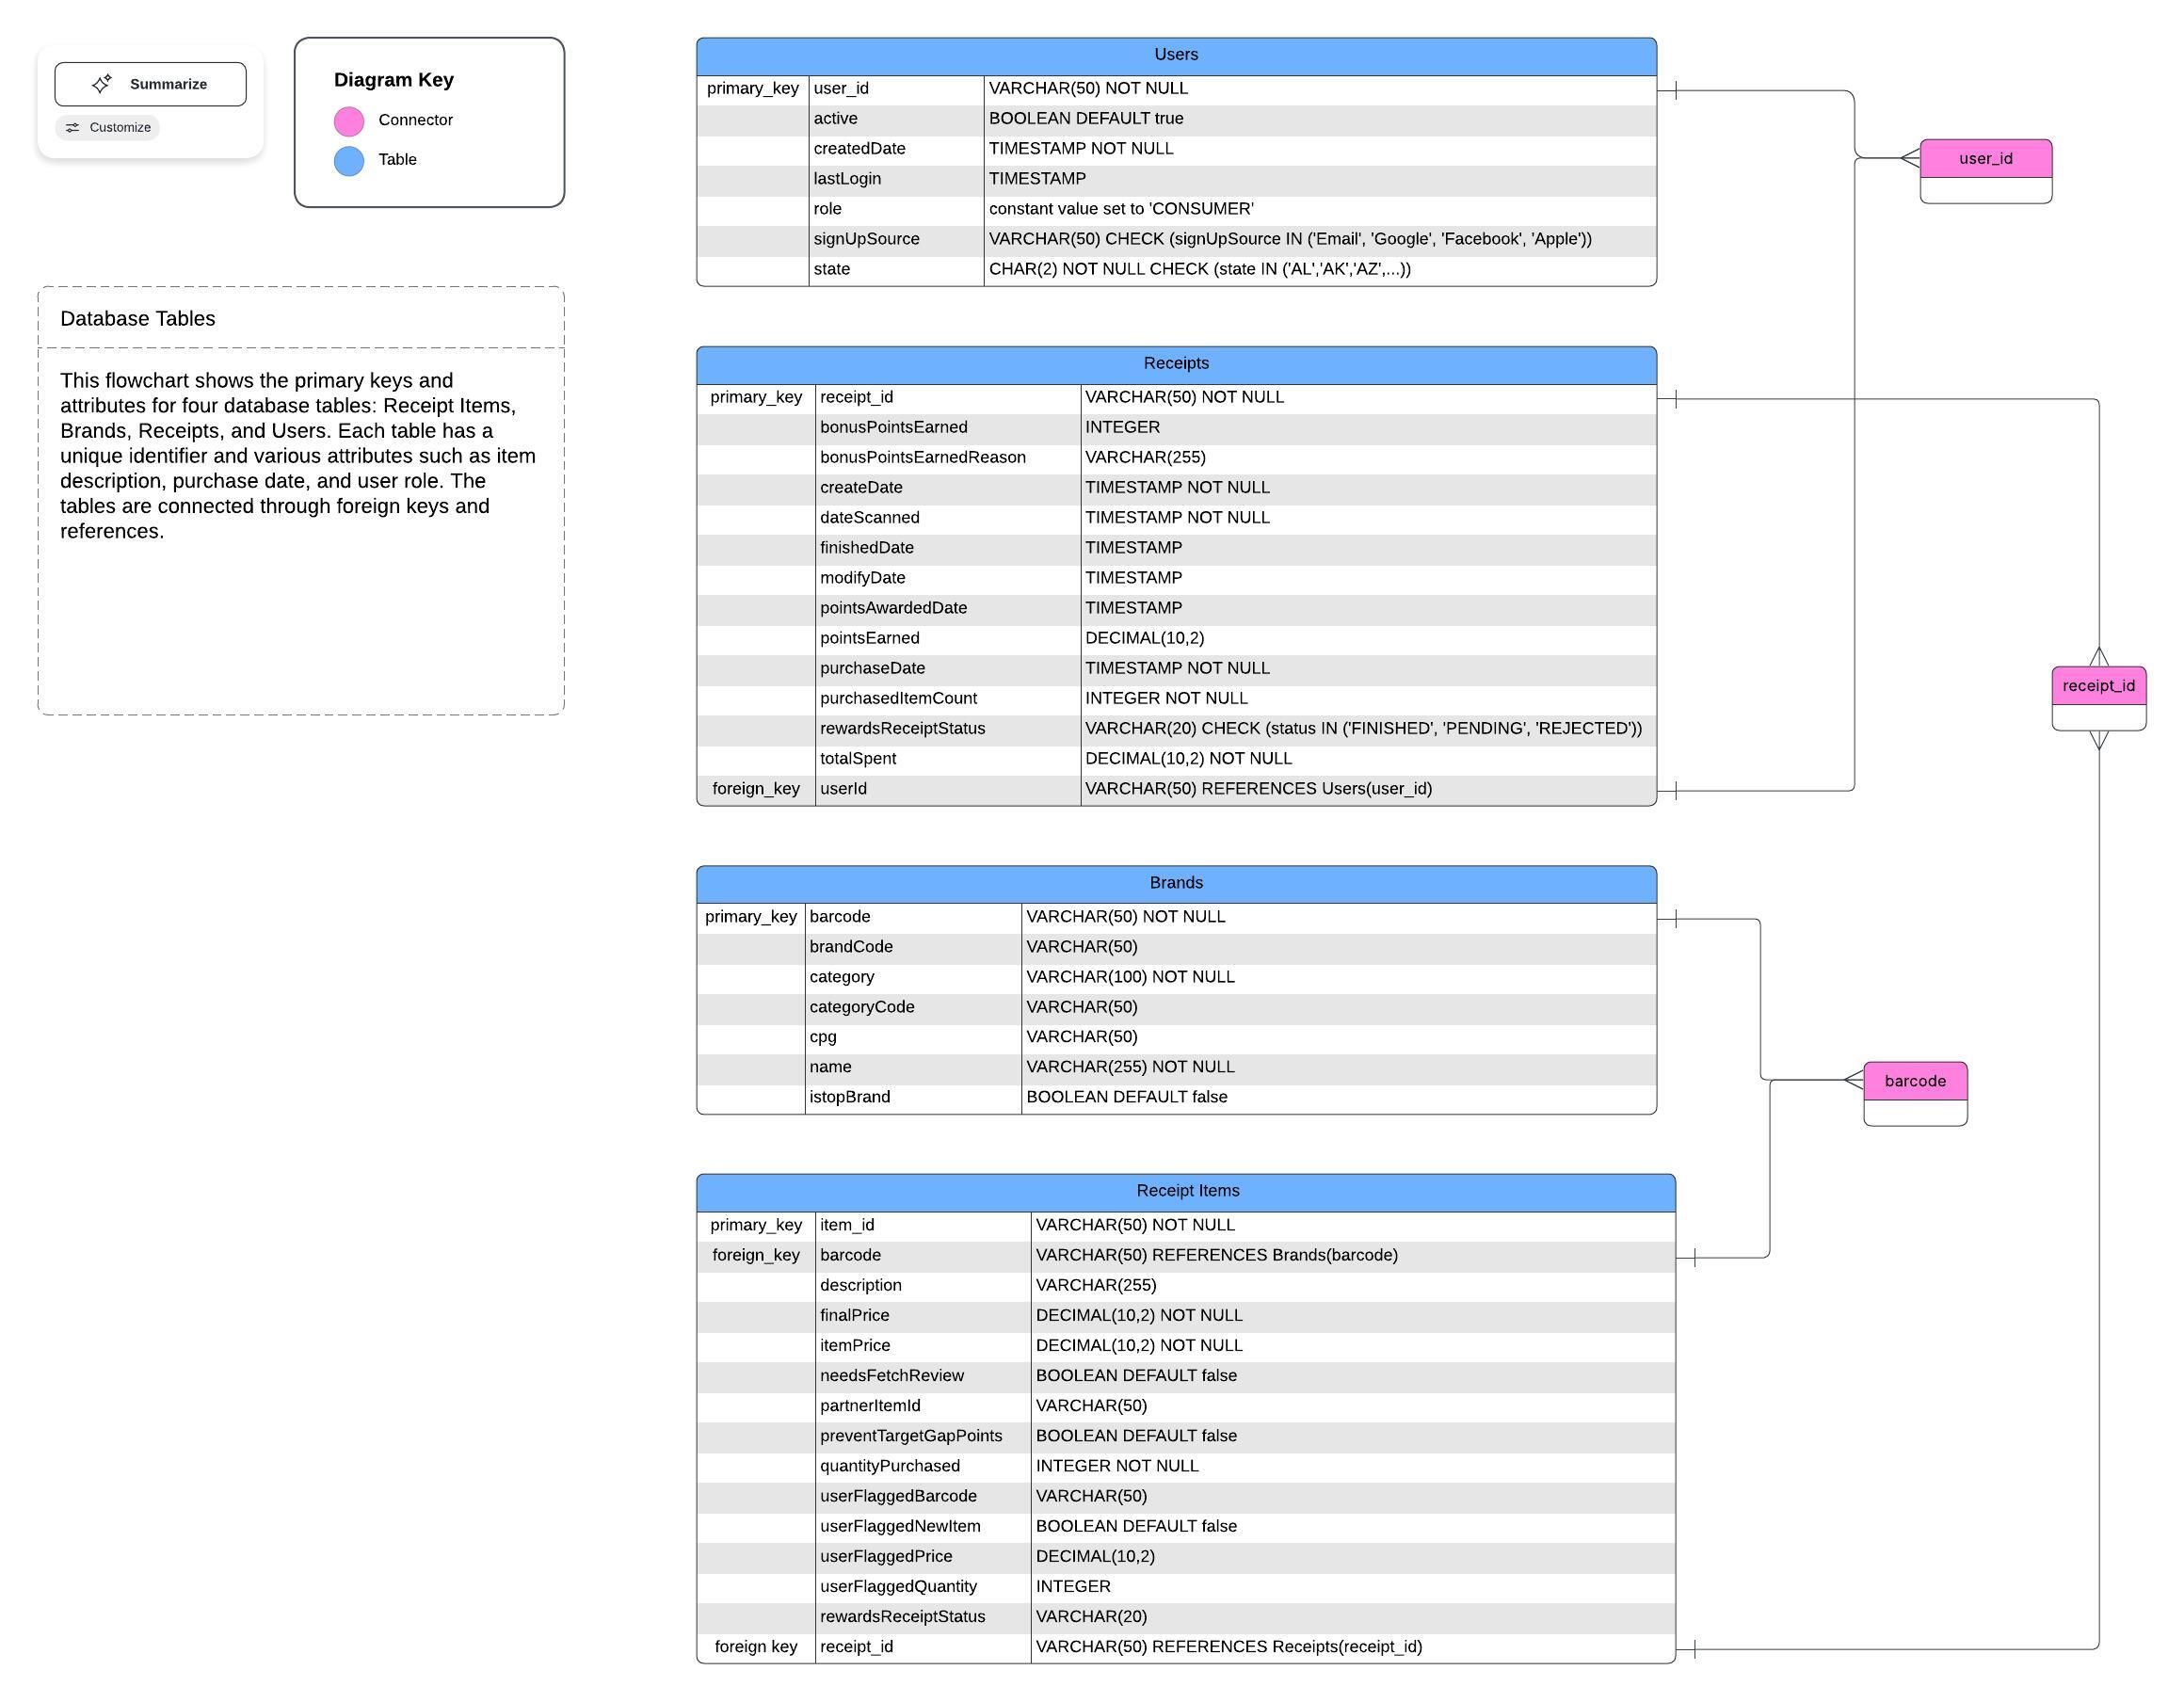 Summarize
Customize
Diagram Key
Connector
Table
Database Tables
This flowchart shows the primary keys and
attributes for four database tables: Receipt Items,
Brands, Receipts, and Users. Each table has a
unique identifier and various attributes such as item
description, purchase date, and user role. The
tables are connected through foreign keys and
references.
Users
primary_key user_id VARCHAR(50) NOT NULL
active BOOLEAN DEFAULT true
createdDate TIMESTAMP NOT NULL
lastLogin TIMESTAMP
role constant value set to 'CONSUMER'
signUpSource VARCHAR(50) CHECK (signUpSource IN ('Email', 'Google', 'Facebook', 'Apple'))
state CHAR(2) NOT NULL CHECK (state IN ('AL','AK','AZ',...))
user_id
Receipts
primary_key receipt_id VARCHAR(50) NOT NULL
bonusPointsEarned INTEGER
bonusPointsEarnedReason VARCHAR(255)
createDate TIMESTAMP NOT NULL
dateScanned TIMESTAMP NOT NULL
finishedDate TIMESTAMP
modifyDate TIMESTAMP
pointsAwardedDate TIMESTAMP
pointsEarned DECIMAL(10,2)
purchaseDate TIMESTAMP NOT NULL
purchasedItemCount INTEGER NOT NULL
rewardsReceiptStatus VARCHAR(20) CHECK (status IN ('FINISHED', 'PENDING', 'REJECTED'))
totalSpent DECIMAL(10,2) NOT NULL
foreign_key userId VARCHAR(50) REFERENCES Users(user_id)
receipt_id
Brands
primary_key barcode VARCHAR(50) NOT NULL
brandCode VARCHAR(50)
category VARCHAR(100) NOT NULL
categoryCode VARCHAR(50)
cpg VARCHAR(50)
name VARCHAR(255) NOT NULL
istopBrand BOOLEAN DEFAULT false
barcode
Receipt Items
primary_key item_id VARCHAR(50) NOT NULL
foreign_key barcode VARCHAR(50) REFERENCES Brands(barcode)
description VARCHAR(255)
finalPrice DECIMAL(10,2) NOT NULL
itemPrice DECIMAL(10,2) NOT NULL
needsFetchReview BOOLEAN DEFAULT false
partnerItemId VARCHAR(50)
preventTargetGapPoints BOOLEAN DEFAULT false
quantityPurchased INTEGER NOT NULL
userFlaggedBarcode VARCHAR(50)
userFlaggedNewItem BOOLEAN DEFAULT false
userFlaggedPrice DECIMAL(10,2)
userFlaggedQuantity INTEGER
rewardsReceiptStatus VARCHAR(20)
foreign key receipt_id VARCHAR(50) REFERENCES Receipts(receipt_id)